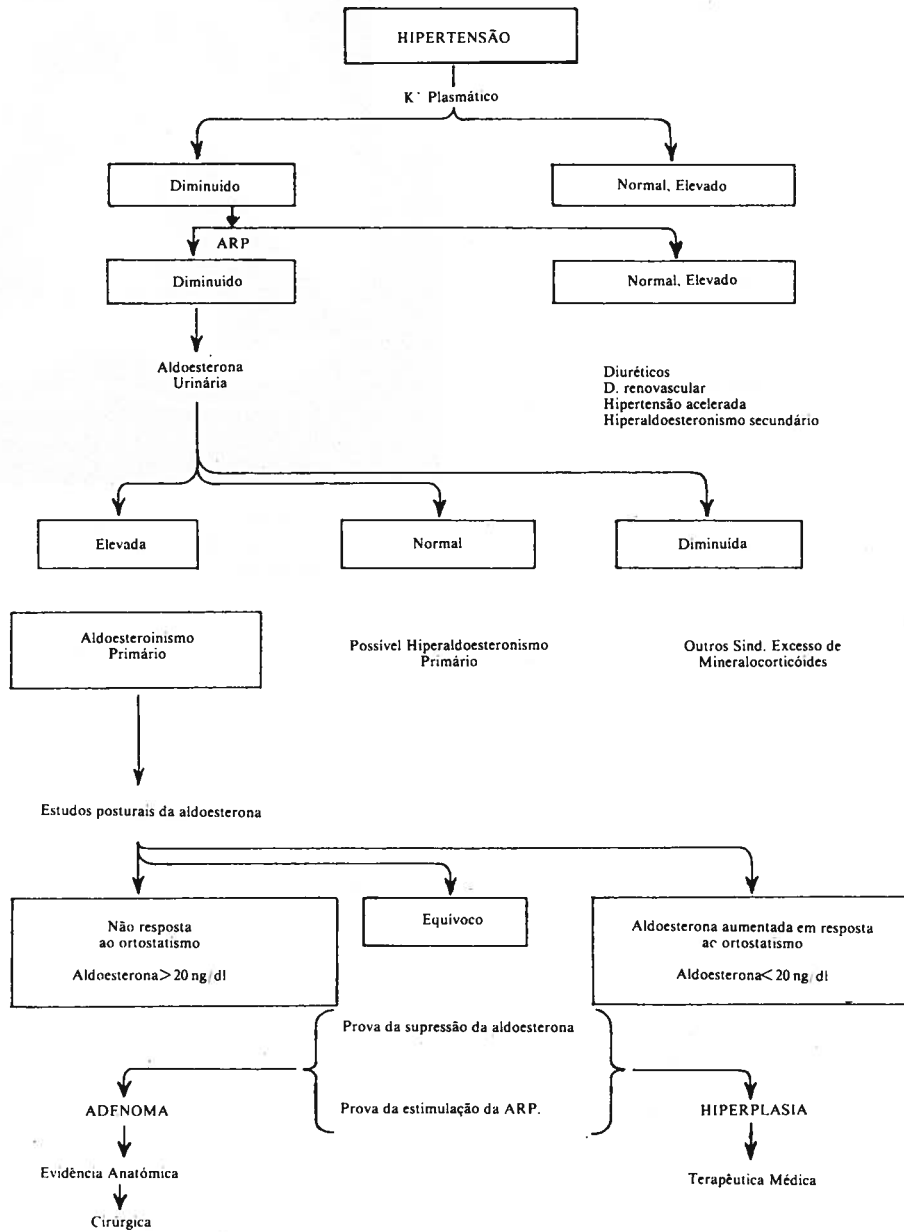 HIPERTENSÃO
K+ Plasmático
Diminuido
Normal, Elevado
ARP
Diminuido
Normal, Elevado
Aldoesterona
Urinária
Diuréticos
D. renovascular
Hipertensão acelerada
Hiperaldoesteronismo secundário
Elevada
Normal
Diminuída
Aldoesteroinismo
Primário
Possível Hiperaldoesteronismo
Primário
Outros Sind. Excesso de
Mineralocorticóides
Estudos posturais da aldoesterona
Não resposta
ao ortostatismo
Aldoesterona>20 ng/dl
Equívoco
Aldoesterona aumentada em resposta
ao ortostatismo
Aldoesterona<20 ng/dl
Prova da supressão da aldoesterona
Prova da estimulação da ARP.
ADENOMA
HIPERPLASIA
Evidência Anatómica
Terapêutica Médica
Cirúrgica